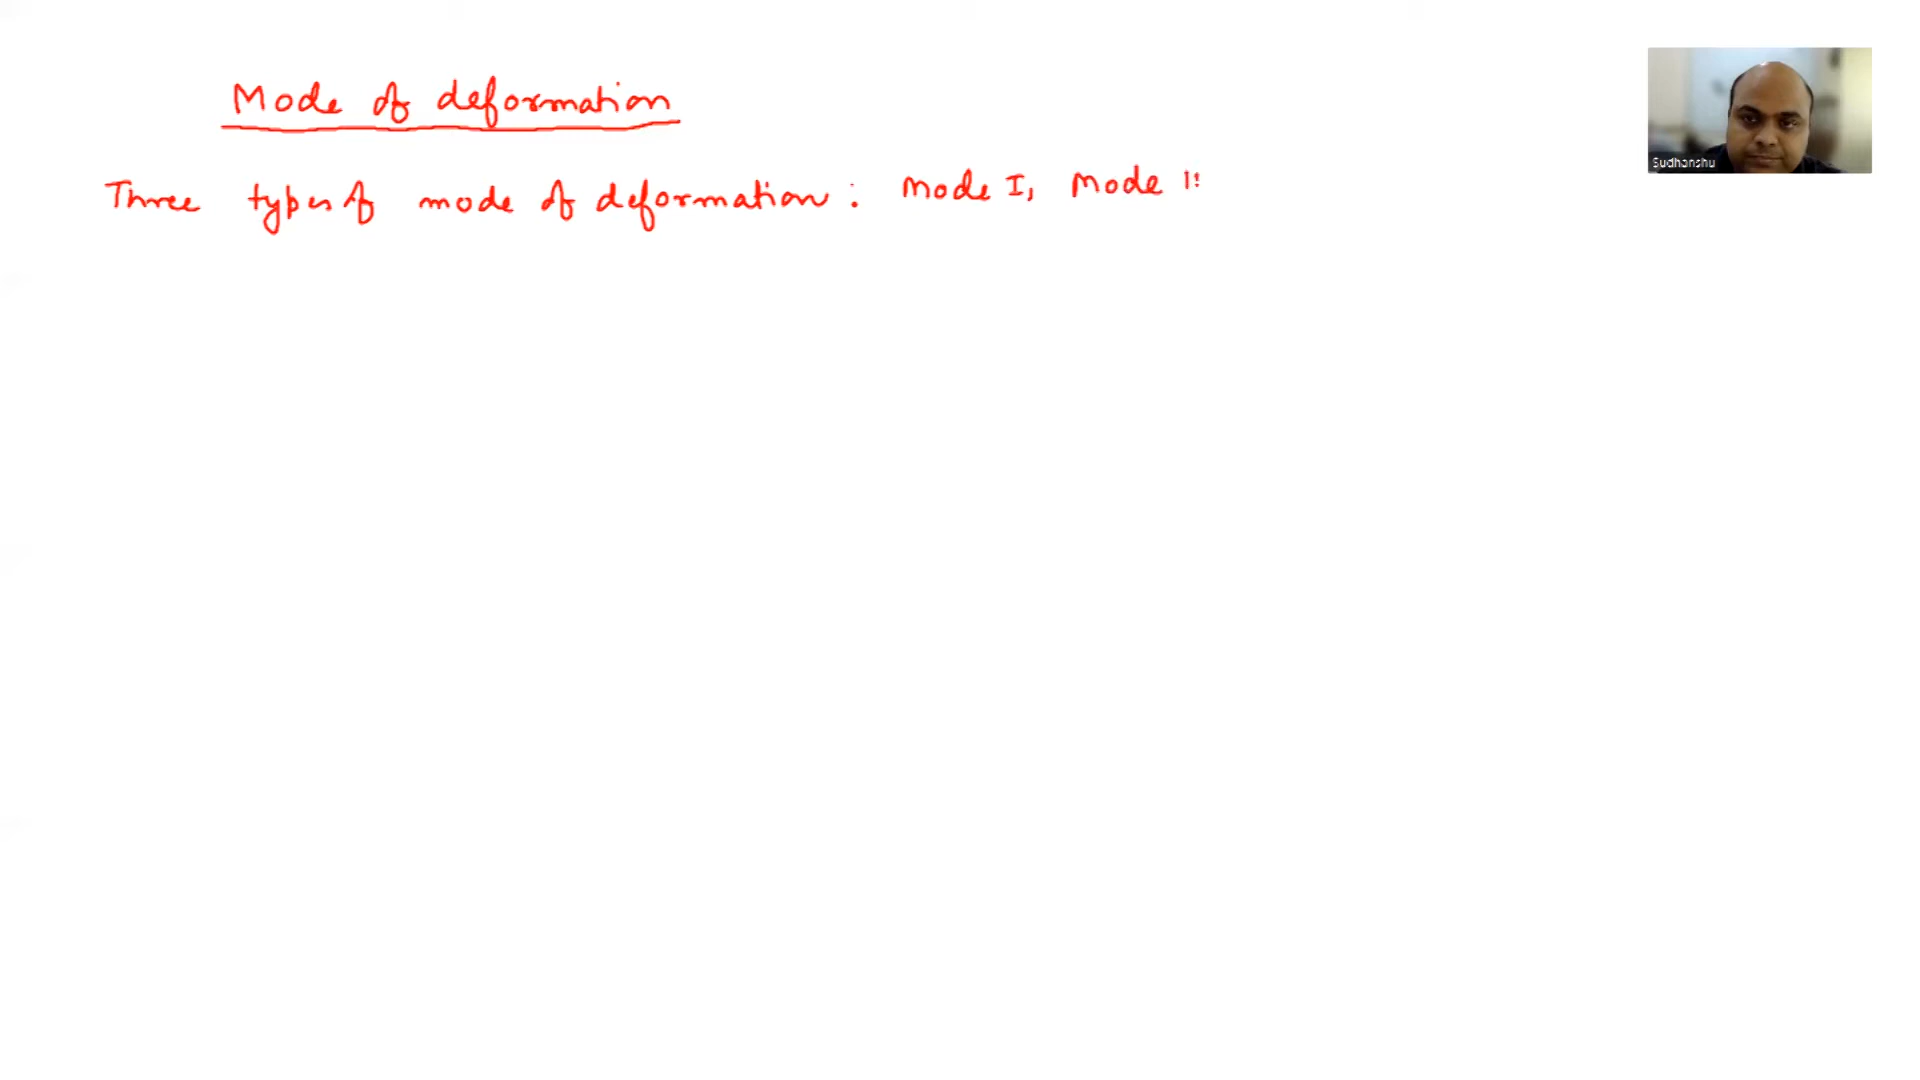 Mode of deformation
Three types of mode of deformation : Mode I, Mode
Sudhanshu